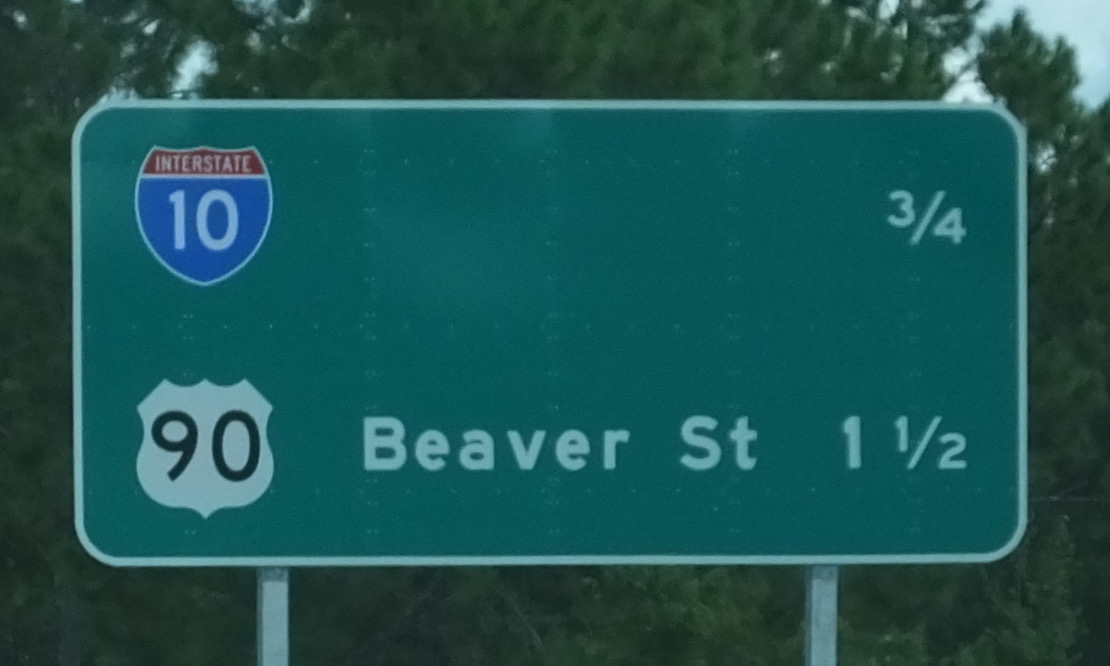 INTERSTATE
10 3/4
90 Beaver St 1 1/2